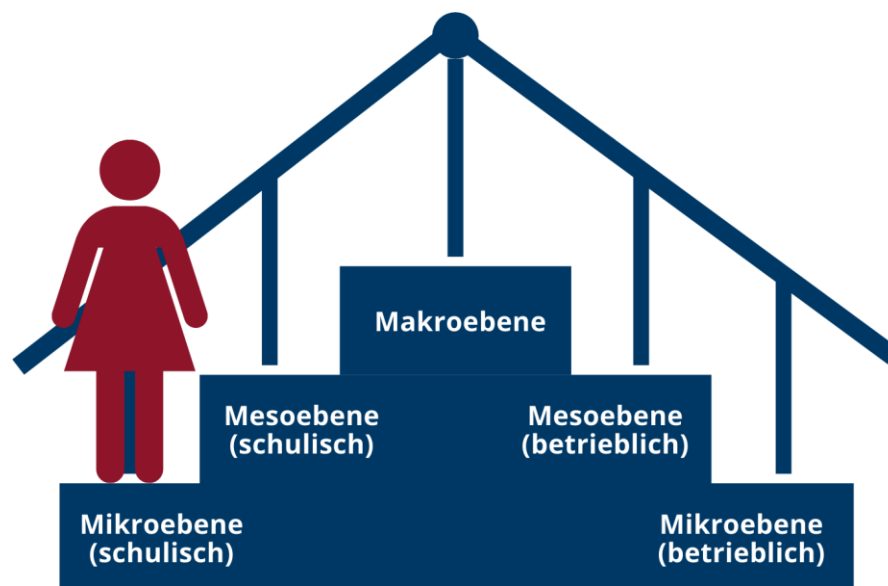 Makroebene
Mesoebene
(schulisch)
Mesoebene
(betrieblich)
Mikroebene
(schulisch)
Mikroebene
(betrieblich)